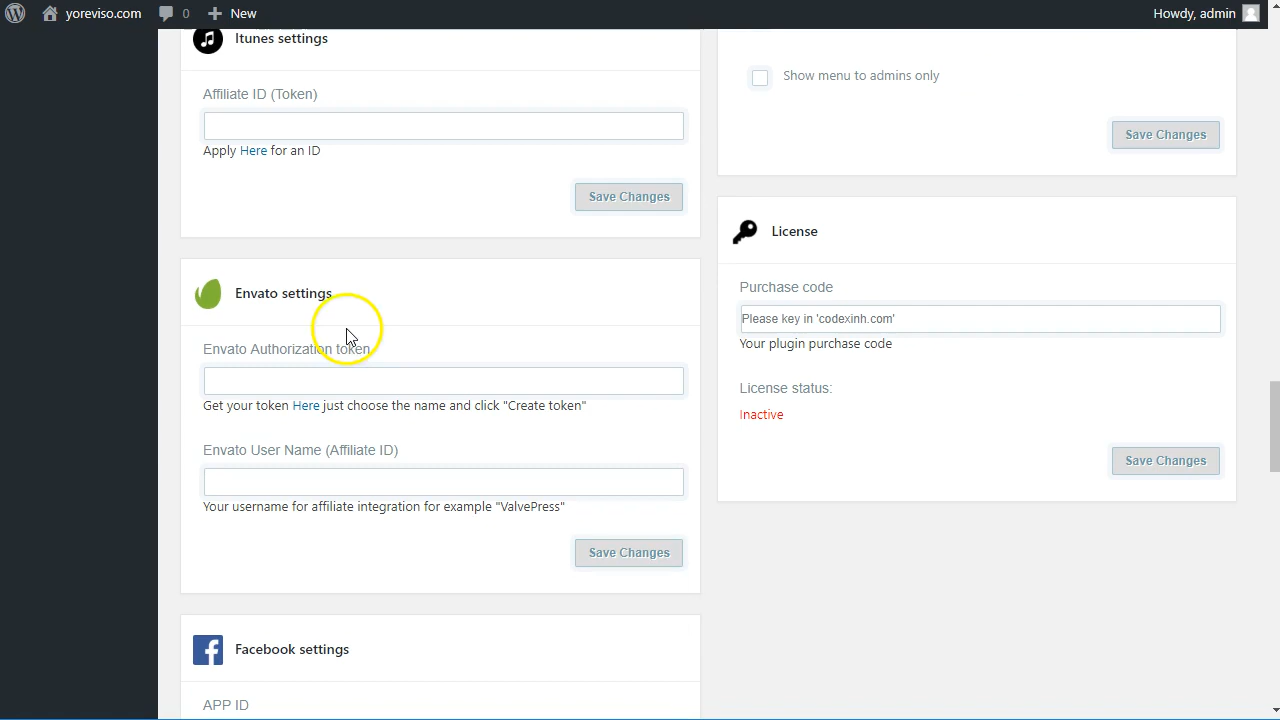 yoreviso.com
0
New
Howdy, admin
Itunes settings
Affiliate ID (Token)
Apply Here for an ID
Save Changes
Envato settings
Envato Authorization token
Get your token Here just choose the name and click "Create token"
Envato User Name (Affiliate ID)
Your username for affiliate integration for example "ValvePress"
Save Changes
Facebook settings
APP ID
Show menu to admins only
Save Changes
License
Purchase code
Please key in 'codexinh.com'
Your plugin purchase code
License status:
Inactive
Save Changes